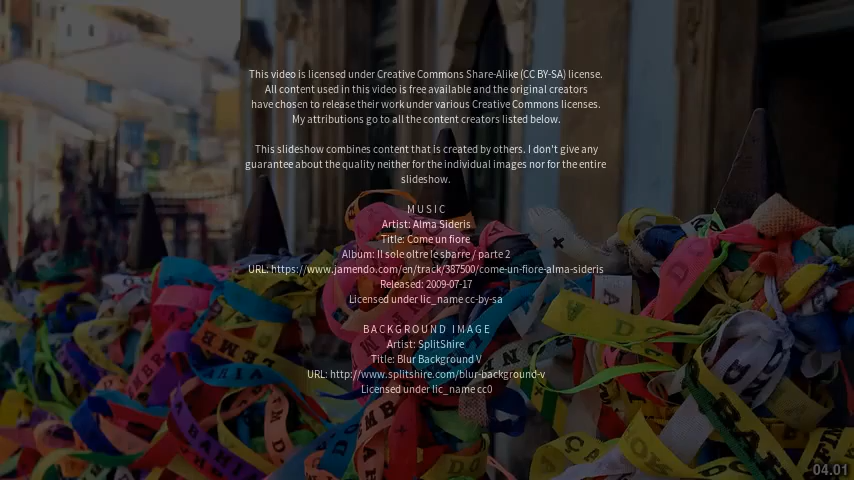 This video is licensed under Creative Commons Share-Alike (CC BY-SA) license.
All content used in this video is free available and the original creators
have chosen to release their work under various Creative Commons licenses.
My attributions go to all the content creators listed below.
This slideshow combines content that is created by others. I don't give any
guarantee about the quality neither for the individual images nor for the entire
slideshow.
MUSIC
Artist: Alma Sideris
Title: Come un fiore
Album: Il sole oltre le sbarre / parte 2
URL: https://www.jamendo.com/en/track/387500/come-un-fiore-alma-sideris
Released: 2009-07-17
Licensed under lic_name cc-by-sa
BACKGROUND IMAGE
Artist: SplitShire
Title: Blur Background V
URL: http://www.splitshire.com/blur-background-v
Licensed under lic_name cc0
04.01